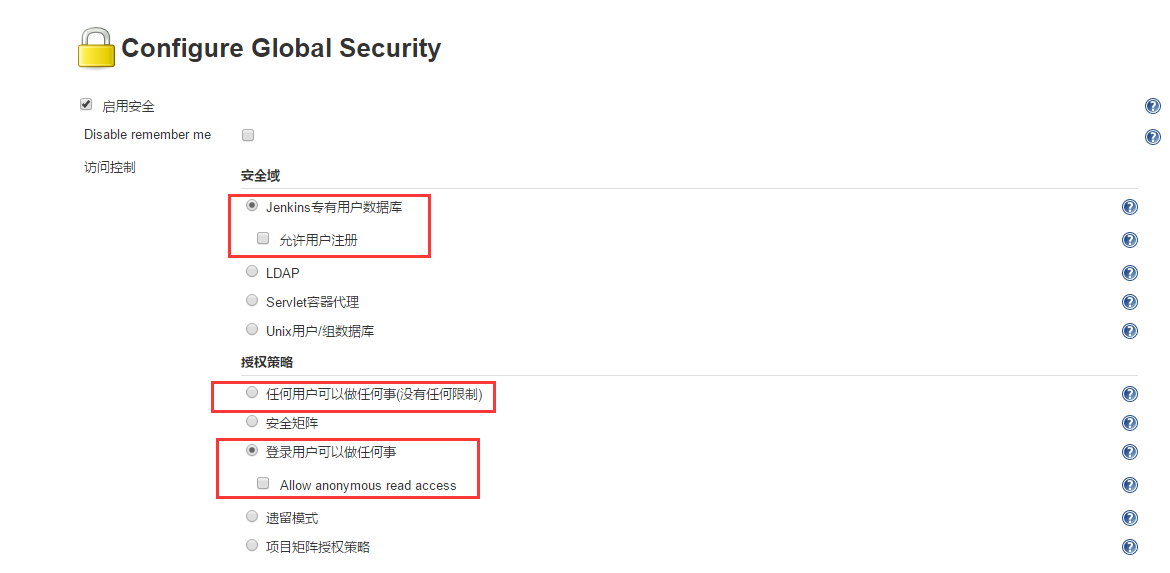 Configure Global Security
启用安全
Disable remember me
访问控制
安全域
Jenkins专有用户数据库
允许用户注册
LDAP
Servlet容器代理
Unix用户/组数据库
授权策略
任何用户可以做任何事(没有任何限制)
安全矩阵
登录用户可以做任何事
Allow anonymous read access
遗留模式
项目矩阵授权策略